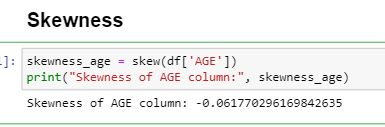 Skewness
]: skewness_age = skew(df['AGE'])
print("Skewness of AGE column:", skewness_age)
Skewness of AGE column: -0.061770296169842635